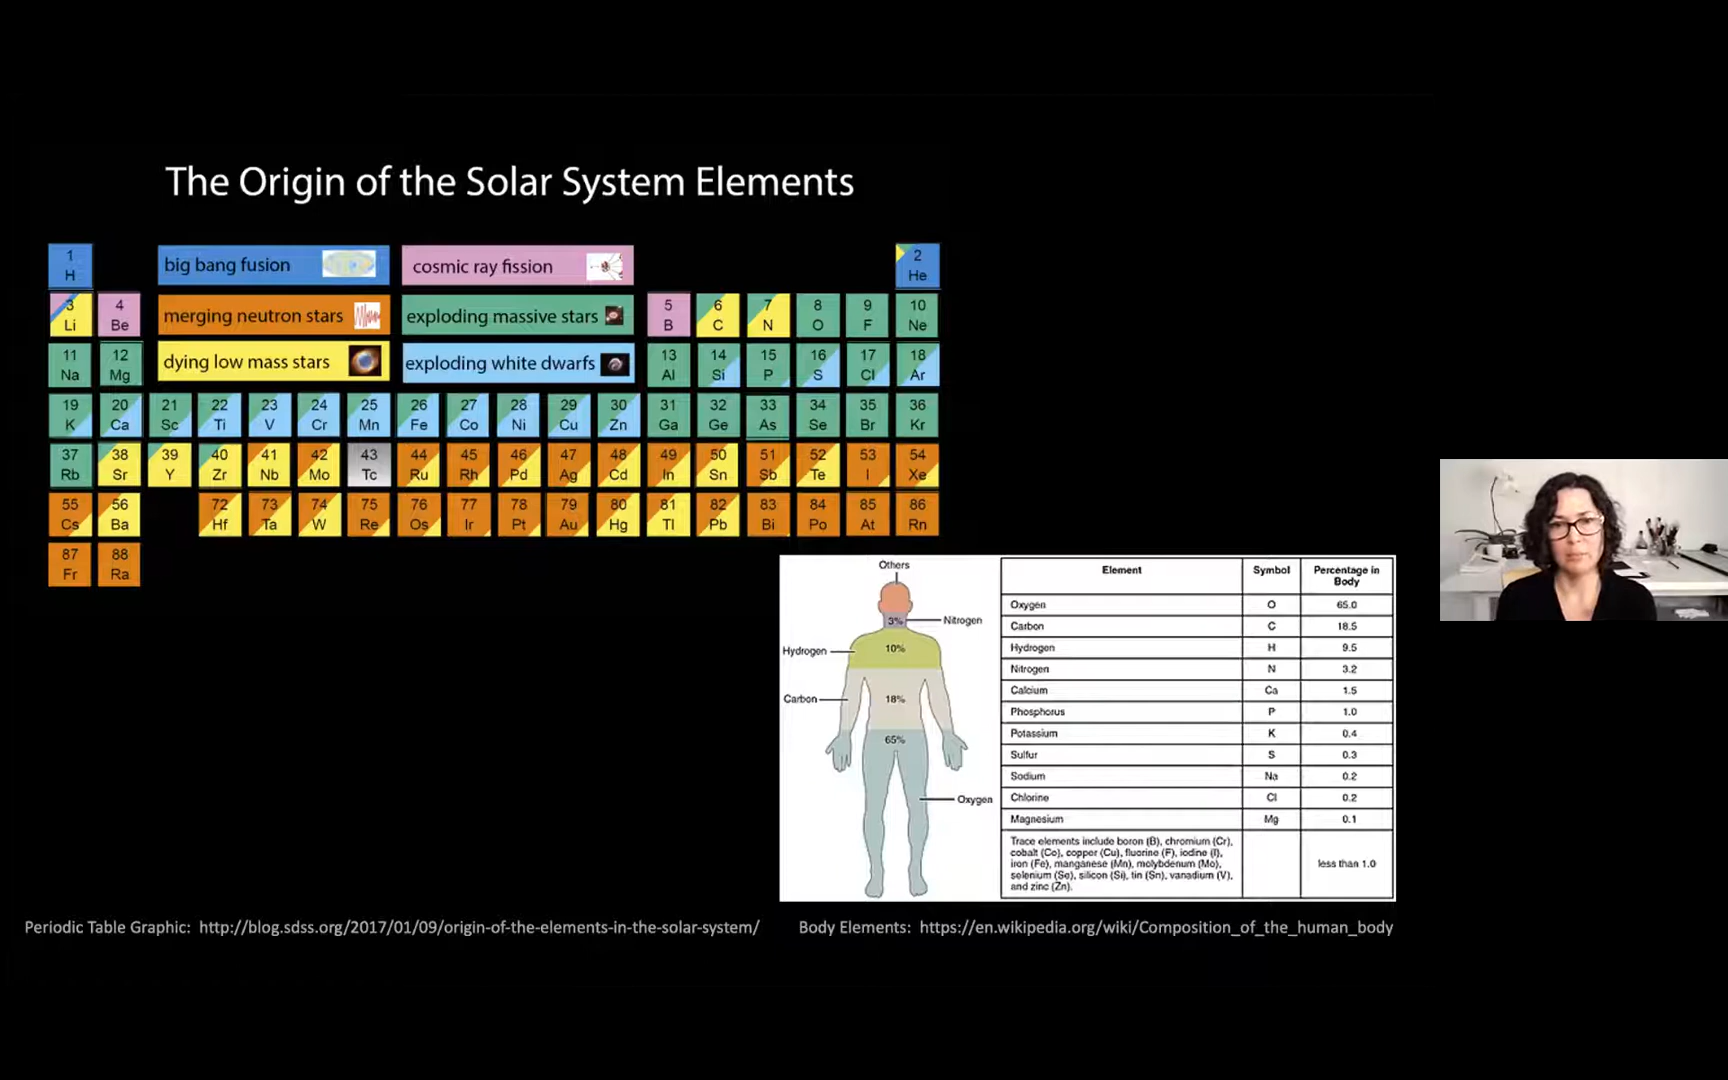 The Origin of the Solar System Elements
1 H
big bang fusion
cosmic ray fission
2 He
3 Li
4 Be
merging neutron stars
exploding massive stars
5 B
6 C
7 N
8 O
9 F
10 Ne
11 Na
12 Mg
dying low mass stars
exploding white dwarfs
13 Al
14 Si
15 P
16 S
17 Cl
18 Ar
19 K
20 Ca
21 Sc
22 Ti
23 V
24 Cr
25 Mn
26 Fe
27 Co
28 Ni
29 Cu
30 Zn
31 Ga
32 Ge
33 As
34 Se
35 Br
36 Kr
37 Rb
38 Sr
39 Y
40 Zr
41 Nb
42 Mo
43 Tc
44 Ru
45 Rh
46 Pd
47 Ag
48 Cd
49 In
50 Sn
51 Sb
52 Te
53 I
54 Xe
55 Cs
56 Ba
72 Hf
73 Ta
74 W
75 Re
76 Os
77 Ir
78 Pt
79 Au
80 Hg
81 Tl
82 Pb
83 Bi
84 Po
85 At
86 Rn
87 Fr
88 Ra
Others
3%
Nitrogen
Hydrogen
10%
Carbon
18%
65%
Oxygen
Element Symbol Percentage in Body
Oxygen O 65.0
Carbon C 18.5
Hydrogen H 9.5
Nitrogen N 3.2
Calcium Ca 1.5
Phosphorus P 1.0
Potassium K 0.4
Sulfur S 0.3
Sodium Na 0.2
Chlorine Cl 0.2
Magnesium Mg 0.1
Trace elements include boron (B), chromium (Cr),
cobalt (Co), copper (Cu), fluorine (F), iodine (I),
iron (Fe), manganese (Mn), molybdenum (Mo),
selenium (Se), silicon (Si), tin (Sn), vanadium (V),
and zinc (Zn).
less than 1.0
Periodic Table Graphic: http://blog.sdss.org/2017/01/09/origin-of-the-elements-in-the-solar-system/
Body Elements: https://en.wikipedia.org/wiki/Composition_of_the_human_body